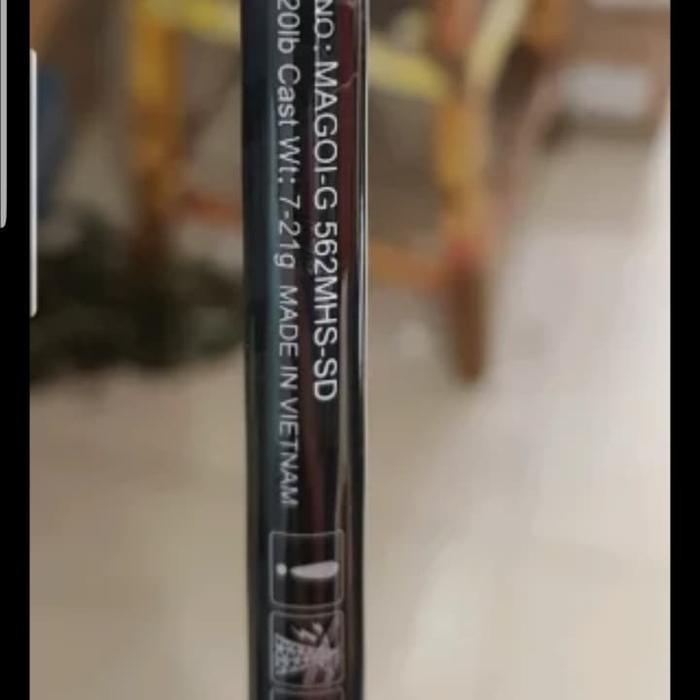 NO.: MAGOI-G 562MHS-SD
20lb Cast Wt: 7-21g MADE IN VIETNAM